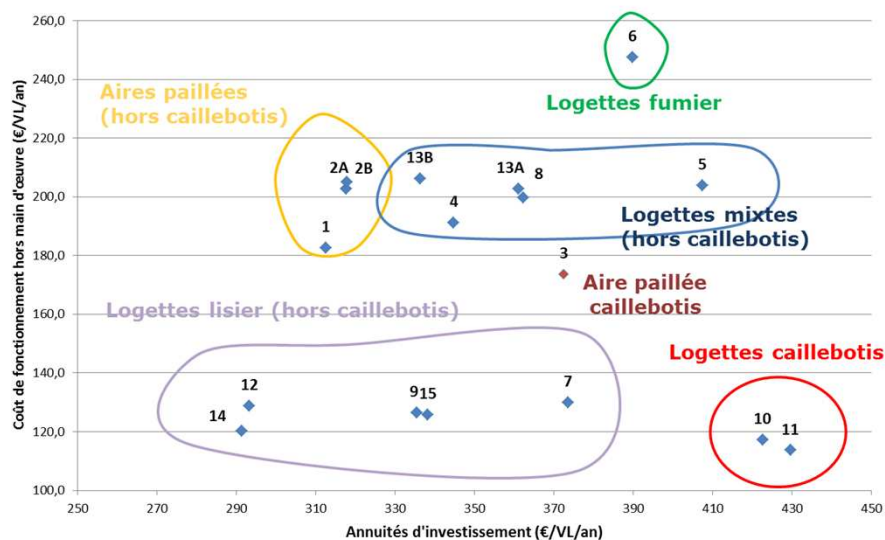 Coût de fonctionnement hors main d'œuvre (€/VL/an)
260,0
240,0
220,0
200,0
180,0
160,0
140,0
120,0
100,0
6
Logettes fumier
Aires paillées
(hors caillebotis)
2A 2B
1
13B
13A
8
5
4
Logettes mixtes
(hors caillebotis)
3
Aire paillée
caillebotis
Logettes lisier (hors caillebotis)
12
14
9 15
7
Logettes caillebotis
10
11
250 270 290 310 330 350 370 390 410 430 450
Annuités d'investissement (€/VL/an)